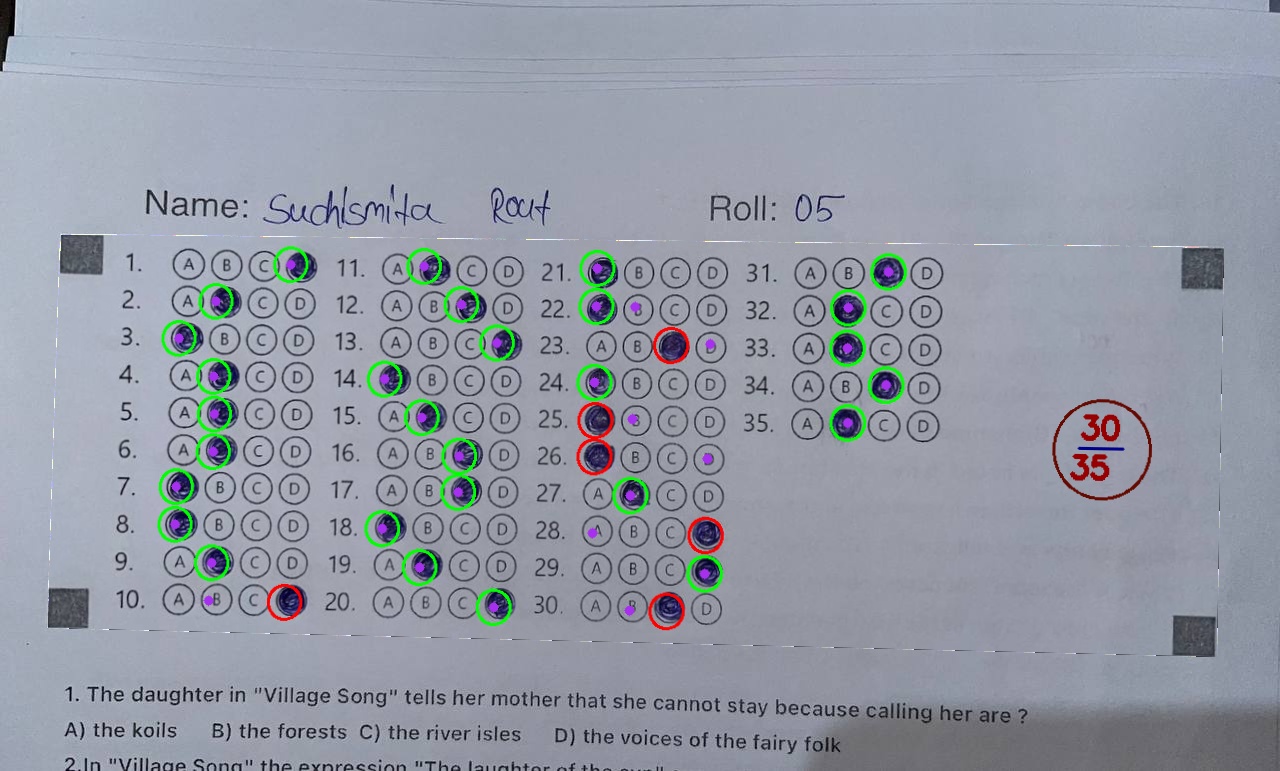 Name: Suchismita Rout Roll: 05
1. A B C 11. A C D 21. B C D 31. A B D
2. A C D 12. A B D 22. B C D 32. A C D
3. B C D 13. A B C 23. A B D 33. A C D
4. A C D 14. B C D 24. B C D 34. A B D
5. A C D 15. A C D 25. B C D 35. A C D
6. A C D 16. A B D 26. B C
7. B C D 17. A B D 27. A C D
8. B C D 18. B C D 28. A B C
9. A C D 19. A C D 29. A B C
10. A B C 20. A B C 30. A B D
30
35
1. The daughter in "Village Song" tells her mother that she cannot stay because calling her are ?
A) the koils B) the forests C) the river isles D) the voices of the fairy folk
2.In "Village Song" the expression "The laughter of the